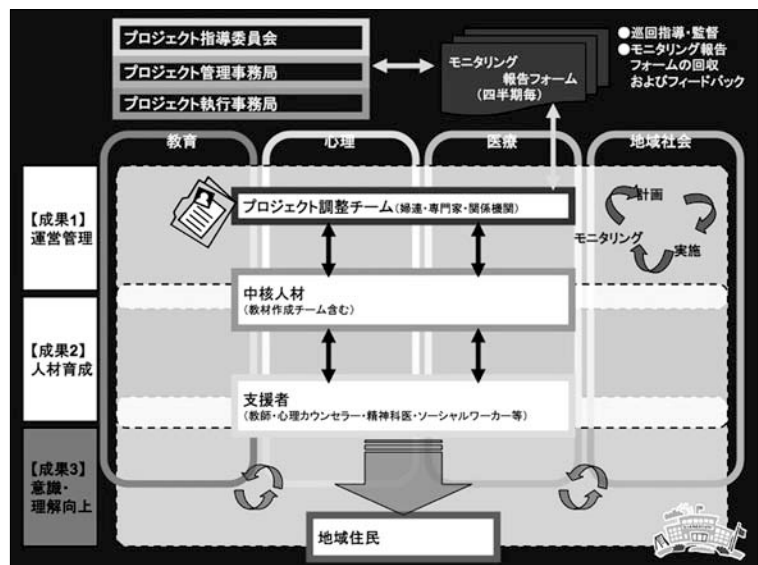 プロジェクト指導委員会
プロジェクト管理事務局
プロジェクト執行事務局
モニタリング
報告フォーム
(四半期毎)
●巡回指導・監督
●モニタリング報告
フォームの回収
およびフィードバック
教育
心理
医療
地域社会
【成果1】
運営管理
プロジェクト調整チーム(婦連・専門家・関係機関)
計画
モニタリング
実施
中核人材
(教材作成チーム含む)
【成果2】
人材育成
支援者
(教師・心理カウンセラー・精神科医・ソーシャルワーカー等)
【成果3】
意識・
理解向上
地域住民